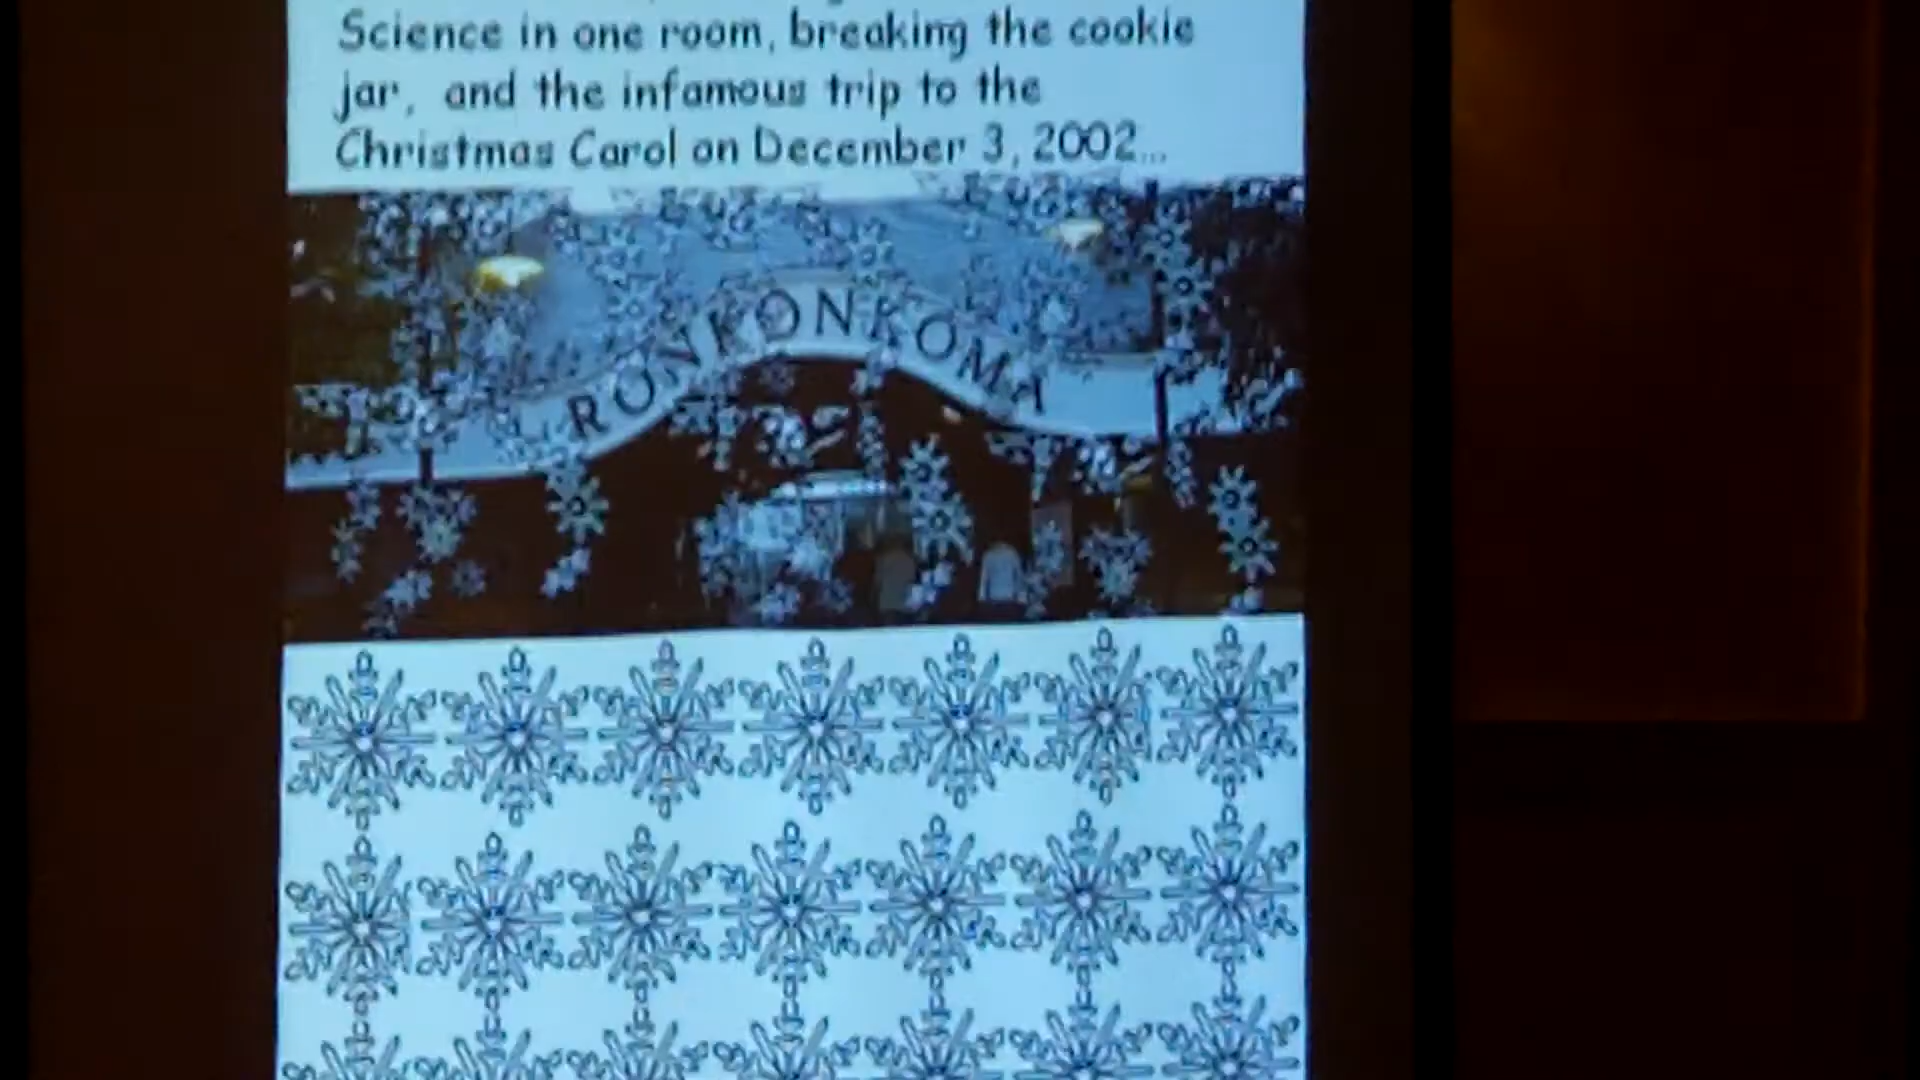 Science in one room, breaking the cookie
jar, and the infamous trip to the
Christmas Carol on December 3, 2002...
RONKONKOMA